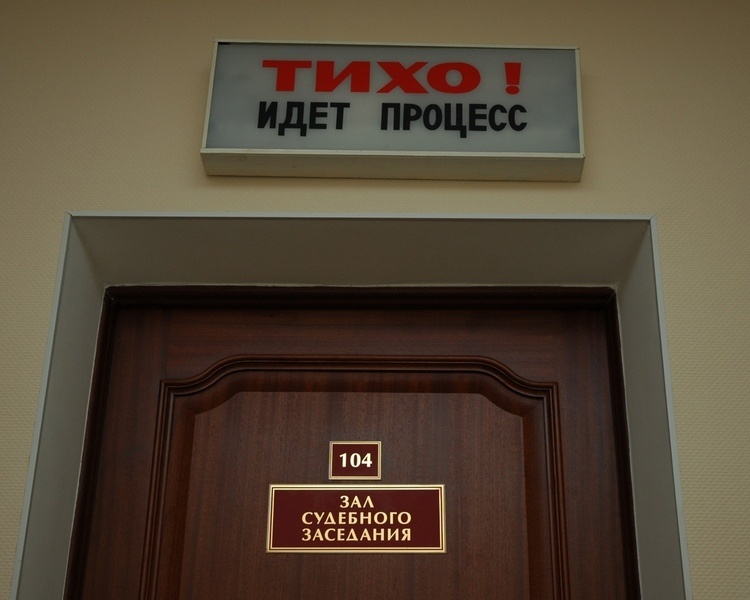 ТИХО !
ИДЕТ ПРОЦЕСС
104
ЗАЛ
СУДЕБНОГО
ЗАСЕДАНИЯ